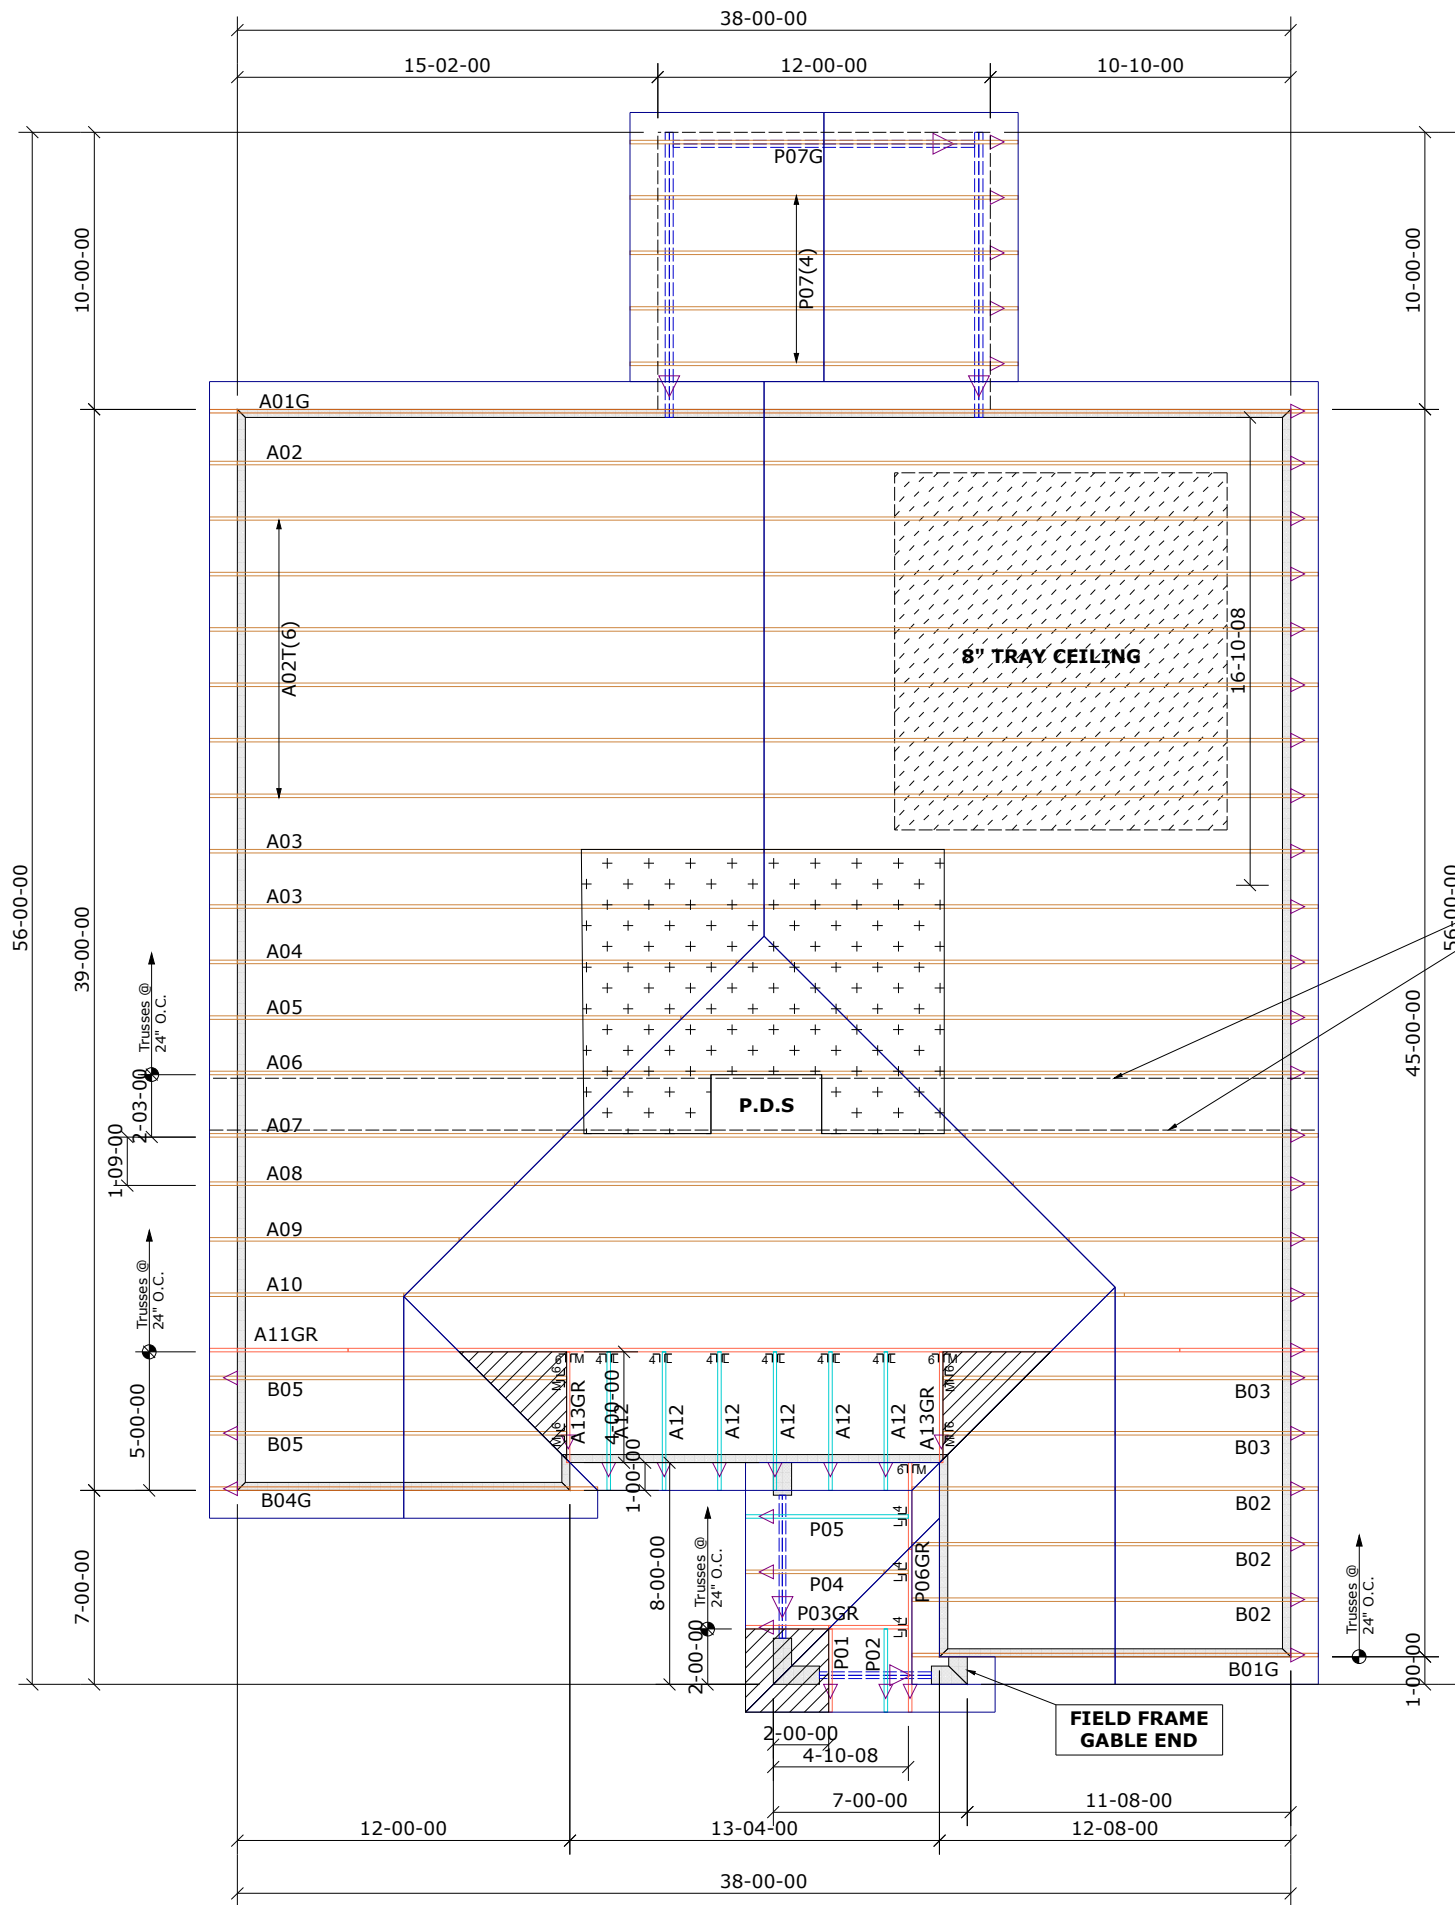 38-00-00
15-02-00
12-00-00
10-10-00
P07G
P07(4)
10-00-00
10-00-00
A01G
A02
A02T(6)
8" TRAY CEILING
16-10-08
A03
A03
A04
A05
A06
A07
A08
A09
A10
A11GR
56-00-00
39-00-00
56-00-00
45-00-00
Trusses @
24" O.C.
2-03-00
1-09-00
P.D.S
Trusses @
24" O.C.
5-00-00
B05
B05
B04G
A13GR
4-00-00
A12
A12
A12
A12
A12
A12
A13GR
B03
B03
B02
B02
B02
B01G
1-00-00
8-00-00
7-00-00
Trusses @
24" O.C.
2-00-00
P05
P04
P03GR
P06GR
P01
P02
Trusses @
24" O.C.
1-00-00
FIELD FRAME
GABLE END
2-00-00
4-10-08
7-00-00
11-08-00
12-00-00
13-04-00
12-08-00
38-00-00